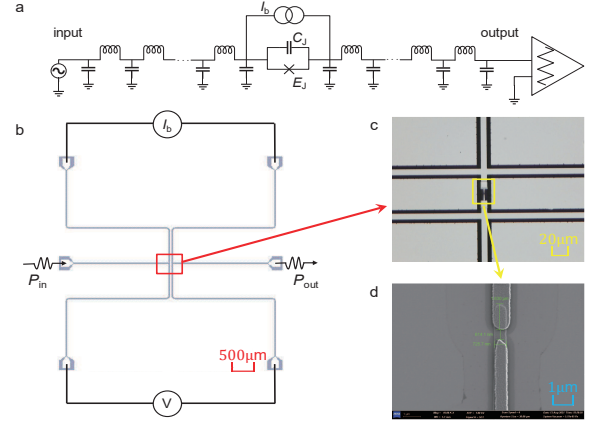 a
I_b
input
output
C_J
E_J
b
I_b
P_in
P_out
500μm
V
c
20μm
d
1μm